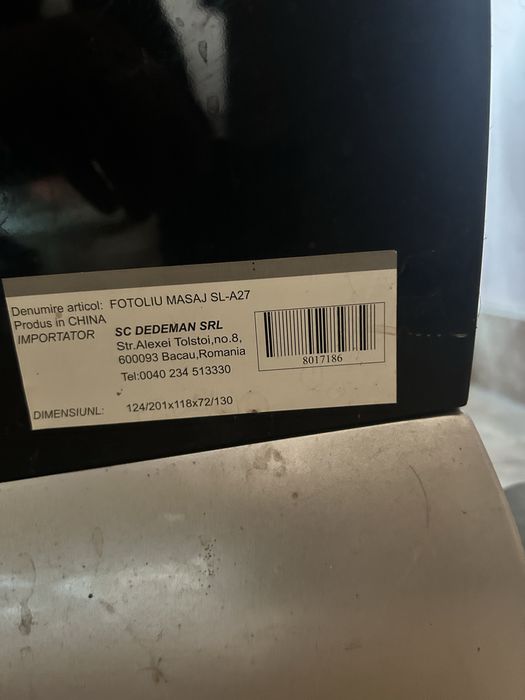 Denumire articol: FOTOLIU MASAJ SL-A27
Produs in CHINA
IMPORTATOR SC DEDEMAN SRL
Str.Alexei Tolstoi,no.8,
600093 Bacau,Romania
Tel:0040 234 513330
8017186
DIMENSIUNL: 124/201x118x72/130